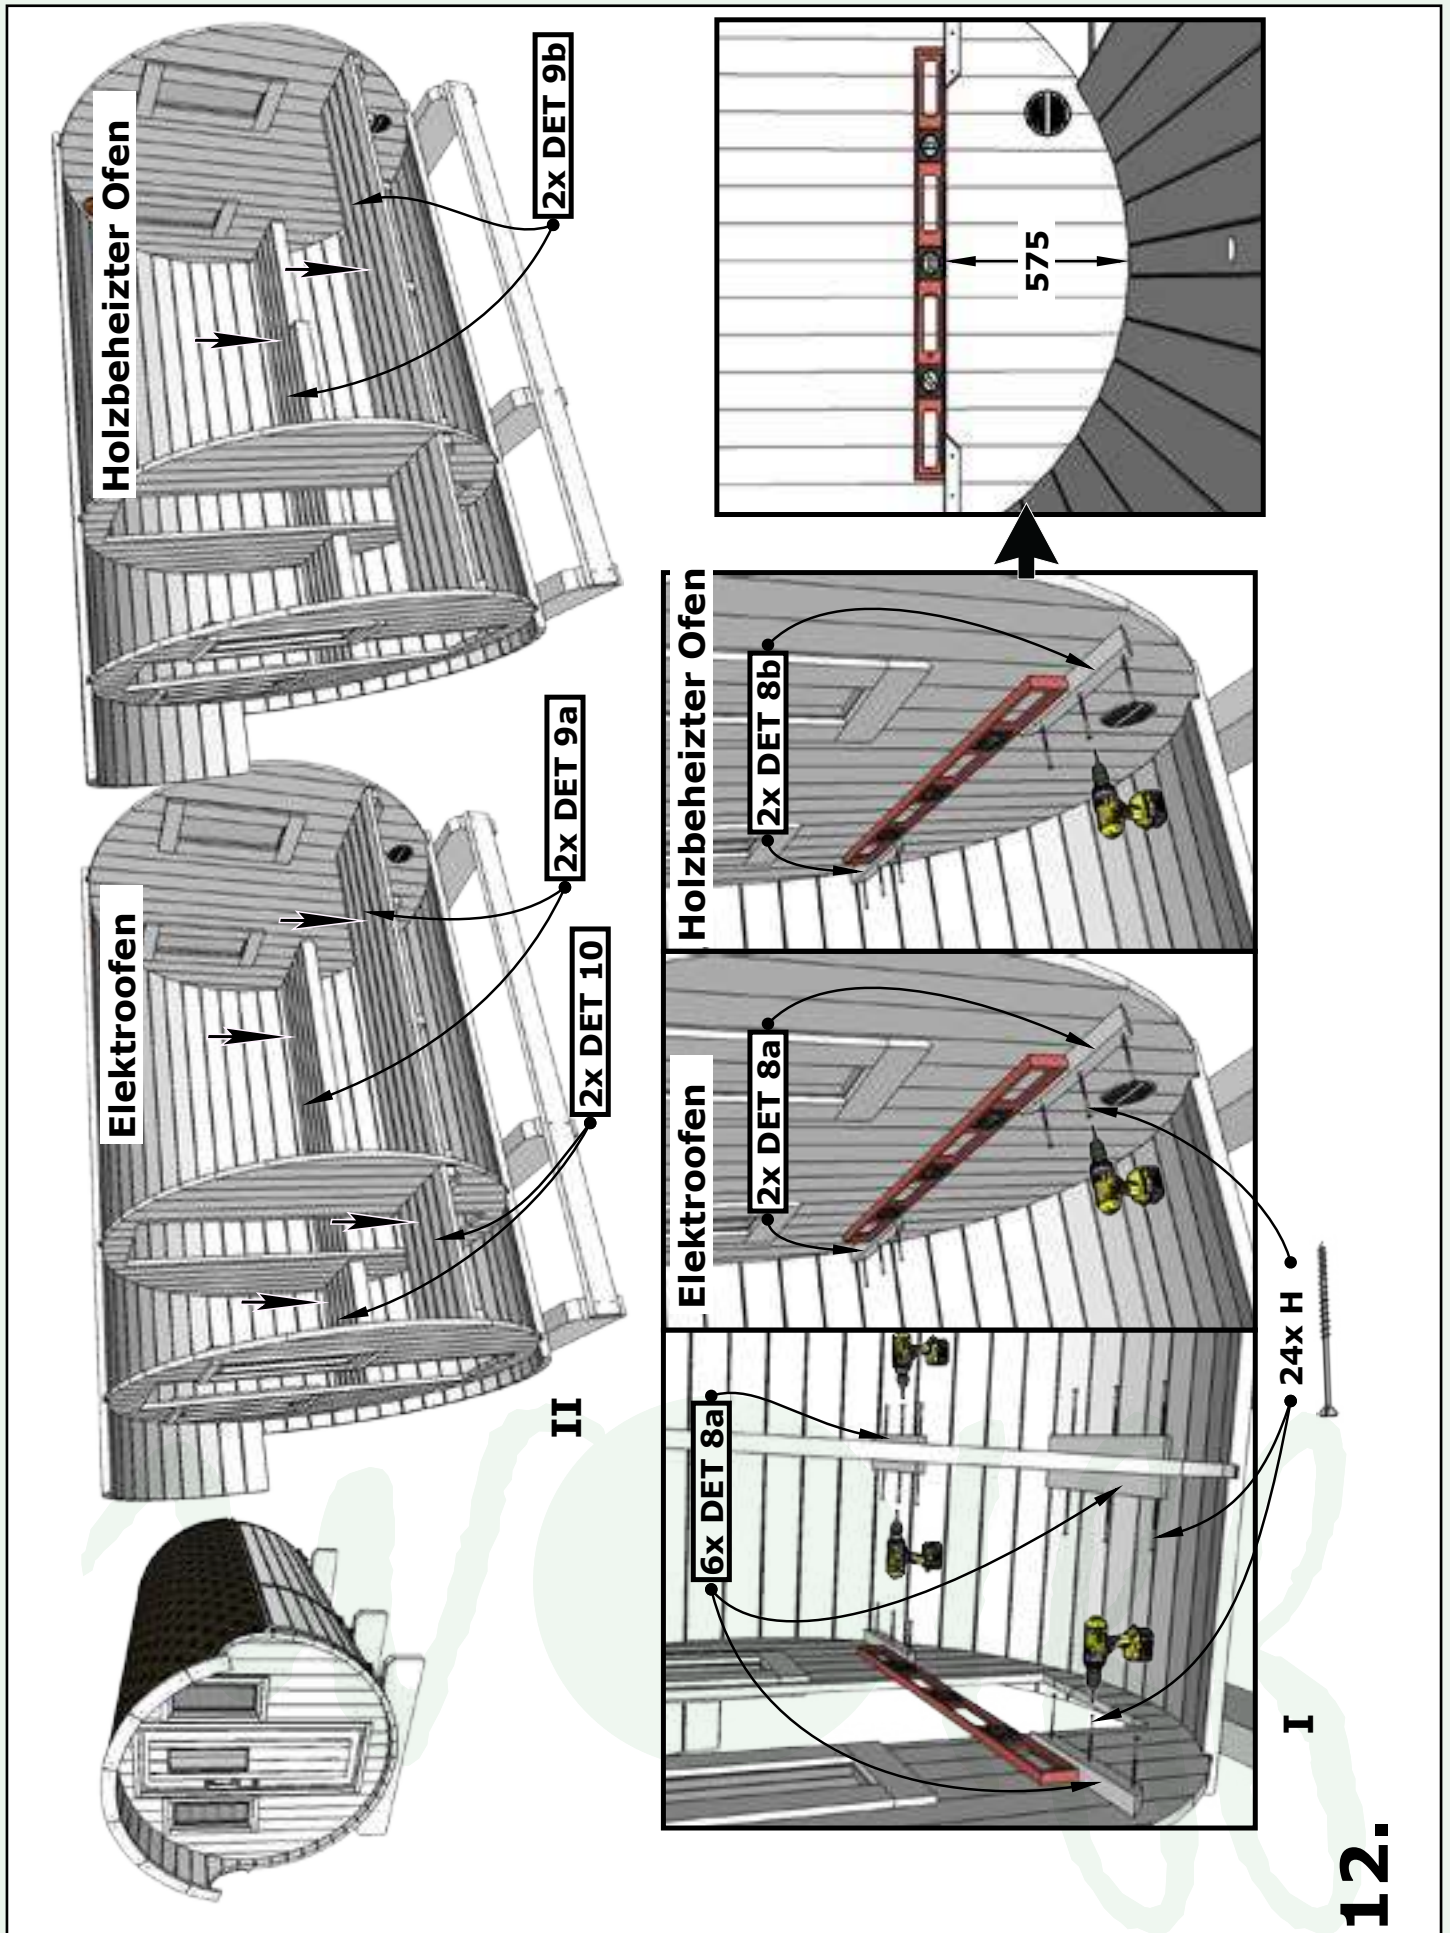 Elektroofen
Holzbeheizter Ofen
2x DET 9b
2x DET 9a
2x DET 10
II
Elektroofen
Holzbeheizter Ofen
6x DET 8a
2x DET 8a
2x DET 8b
575
24x H
I
12.